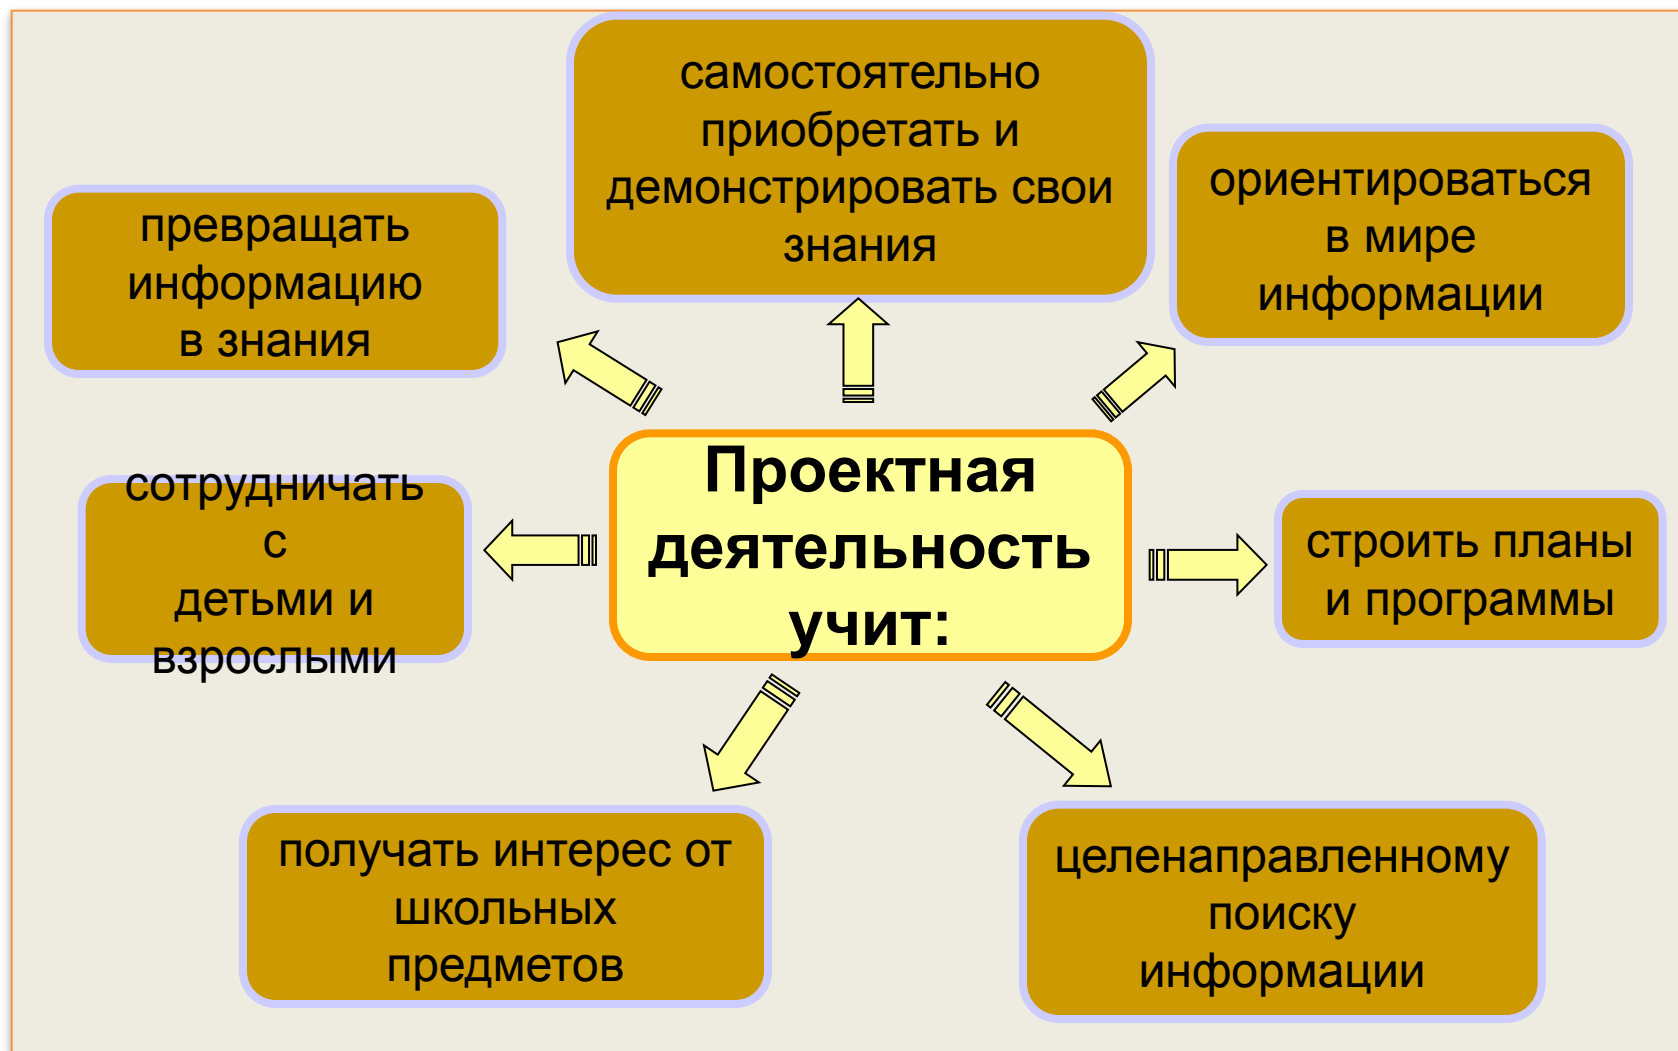 самостоятельно
приобретать и
демонстрировать свои
знания
ориентироваться
в мире
информации
превращать
информацию
в знания
Проектная
деятельность
учит:
сотрудничать
с
детьми и
взрослыми
строить планы
и программы
получать интерес от
школьных
предметов
целенаправленному
поиску
информации